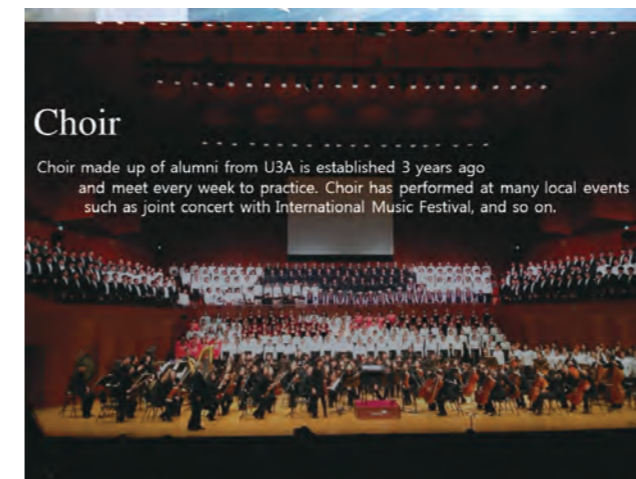 Choir
Choir made up of alumni from U3A is established 3 years ago
and meet every week to practice. Choir has performed at many local events
such as joint concert with International Music Festival, and so on.